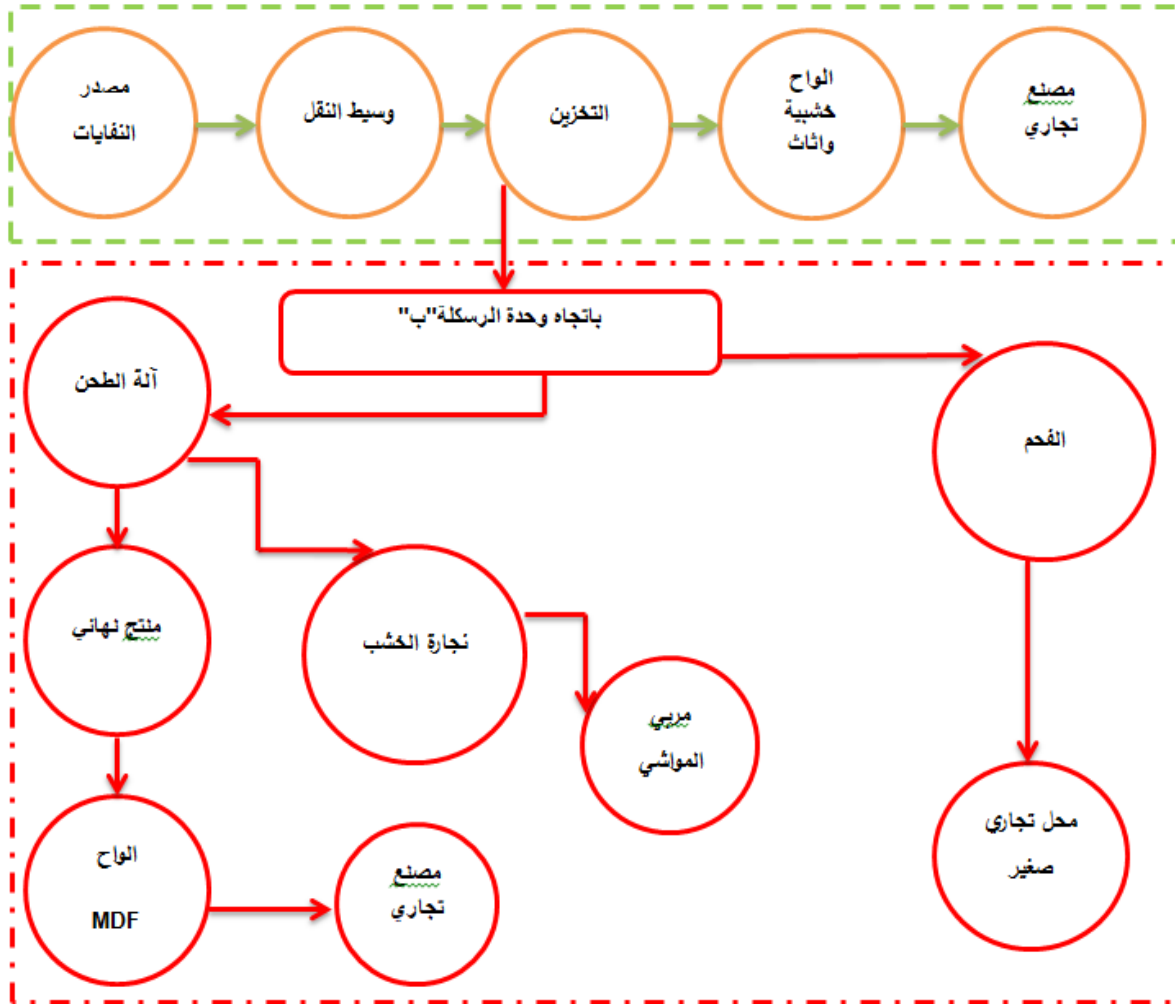 مصدر
النفايات
وسيط النقل
التخزين
الواح
خشبية
واثاث
مصنع
تجاري
باتجاه وحدة الرسكلة"ب"
آلة الطحن
الفحم
منتج نهائي
نجارة الخشب
مربي
المواشي
محل تجاري
صغير
الواح
MDF
مصنع
تجاري